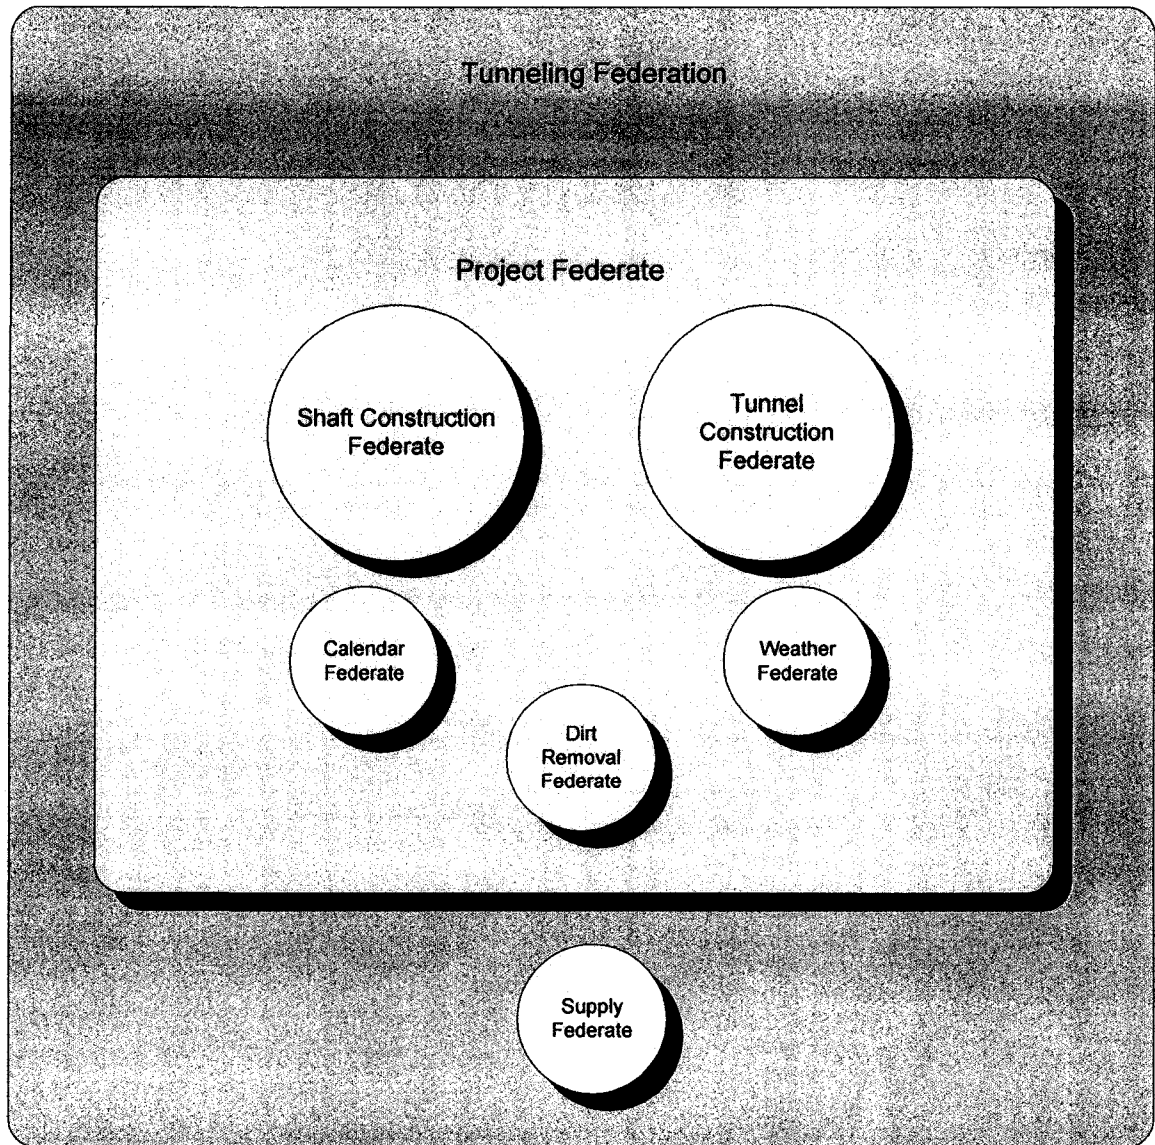 Tunneling Federation
Project Federate
Shaft Construction
Federate
Tunnel
Construction
Federate
Calendar
Federate
Weather
Federate
Dirt
Removal
Federate
Supply
Federate